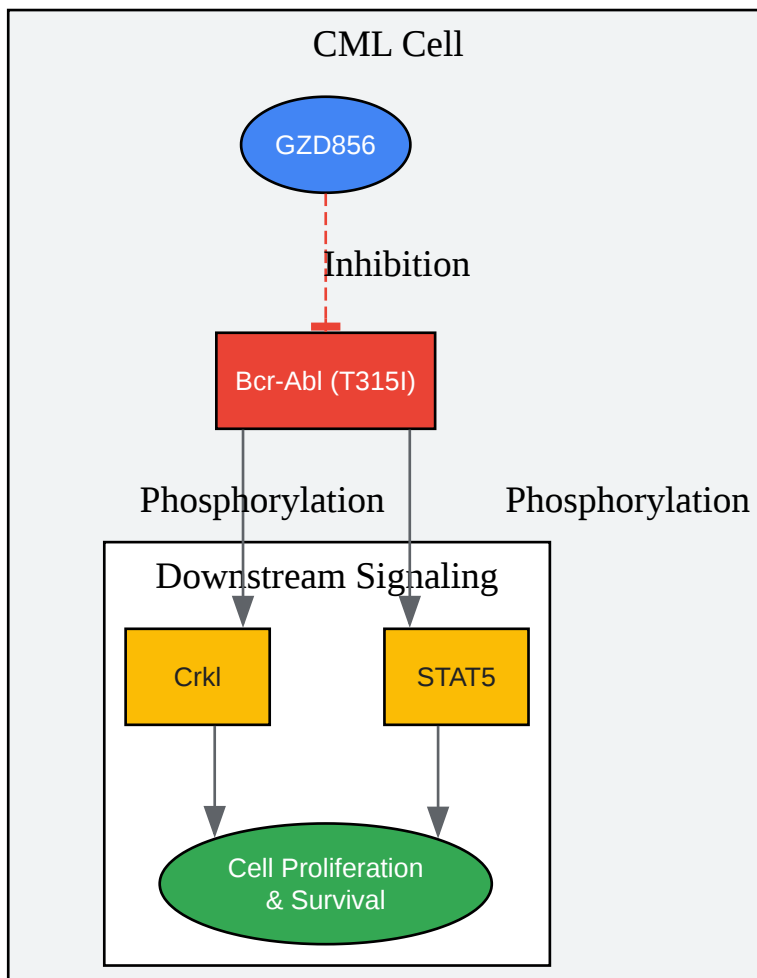 CML Cell
GZD856
Inhibition
Bcr-Abl (T315I)
Phosphorylation
Phosphorylation
Downstream Signaling
Crkl
STAT5
Cell Proliferation
& Survival